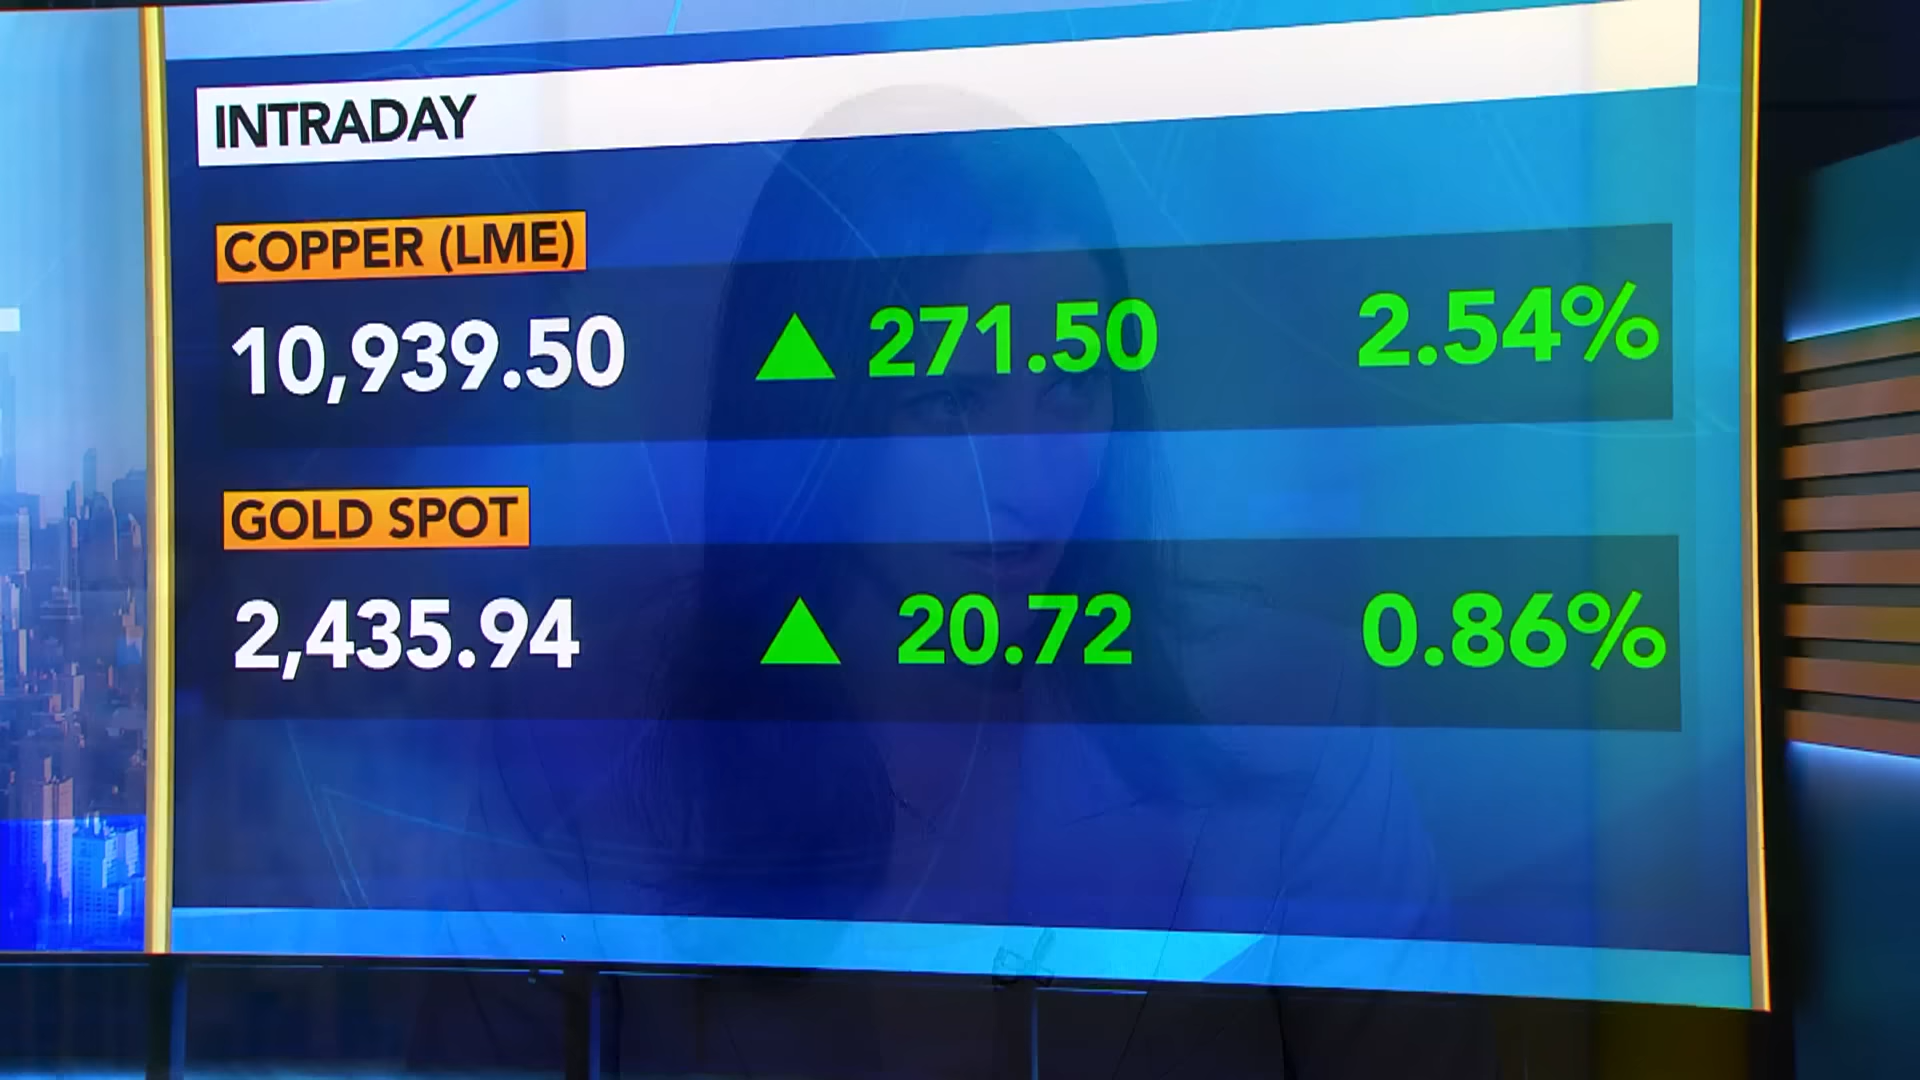 INTRADAY
COPPER (LME)
10,939.50 ▲ 271.50 2.54%
GOLD SPOT
2,435.94 ▲ 20.72 0.86%